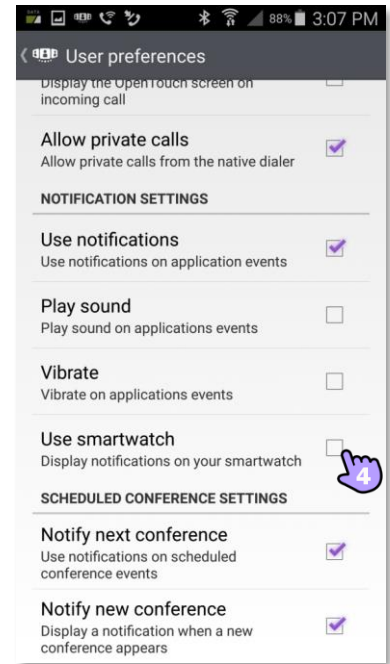 88% 3:07 PM
User preferences
Display the OpenTouch screen on
incoming call
Allow private calls
Allow private calls from the native dialer
NOTIFICATION SETTINGS
Use notifications
Use notifications on application events
Play sound
Play sound on applications events
Vibrate
Vibrate on applications events
Use smartwatch
Display notifications on your smartwatch
4
SCHEDULED CONFERENCE SETTINGS
Notify next conference
Use notifications on scheduled
conference events
Notify new conference
Display a notification when a new
conference appears